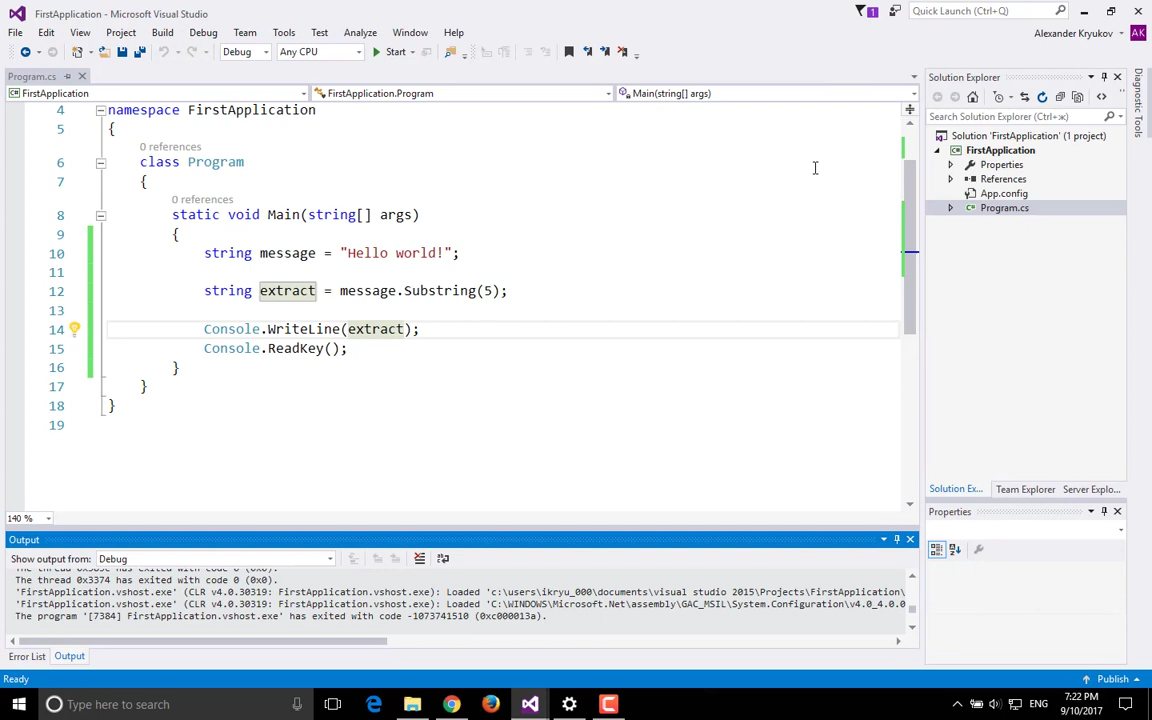 FirstApplication - Microsoft Visual Studio
1
Quick Launch (Ctrl+Q)
File Edit View Project Build Debug Team Tools Test Analyze Window Help
Alexander Kryukov AK
Debug Any CPU Start
Program.cs
Solution Explorer
FirstApplication FirstApplication.Program Main(string[] args)
Search Solution Explorer (Ctrl+ж)
Solution 'FirstApplication' (1 project)
FirstApplication
Properties
References
App.config
Program.cs
Diagnostic Tools
4 namespace FirstApplication
5 {
0 references
6 class Program
7 {
0 references
8 static void Main(string[] args)
9 {
10 string message = "Hello world!";
11
12 string extract = message.Substring(5);
13
14 Console.WriteLine(extract);
15 Console.ReadKey();
16 }
17 }
18 }
19
140 %
Solution Ex... Team Explorer Server Explo...
Properties
Output
Show output from: Debug
The thread 0x3374 has exited with code 0 (0x0).
'FirstApplication.vshost.exe' (CLR v4.0.30319: FirstApplication.vshost.exe): Loaded 'c:\users\ikryu_000\documents\visual studio 2015\Projects\FirstApplication\
'FirstApplication.vshost.exe' (CLR v4.0.30319: FirstApplication.vshost.exe): Loaded 'C:\WINDOWS\Microsoft.Net\assembly\GAC_MSIL\System.Configuration\v4.0_4.0.0
The program '[7384] FirstApplication.vshost.exe' has exited with code -1073741510 (0xc000013a).
Error List Output
Ready Publish
Type here to search
ENG
7:22 PM
9/10/2017